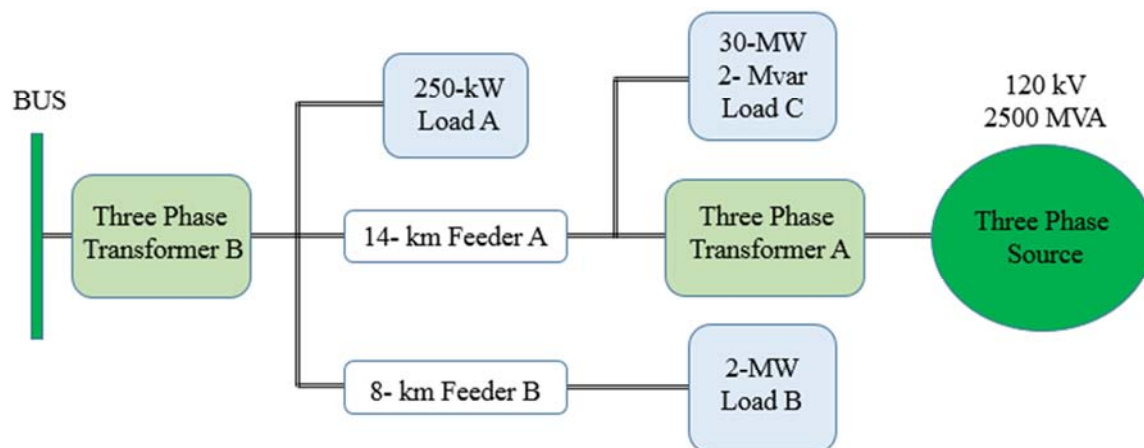 BUS
Three Phase
Transformer B
250-kW
Load A
14- km Feeder A
8- km Feeder B
30-MW
2- Mvar
Load C
Three Phase
Transformer A
2-MW
Load B
120 kV
2500 MVA
Three Phase
Source